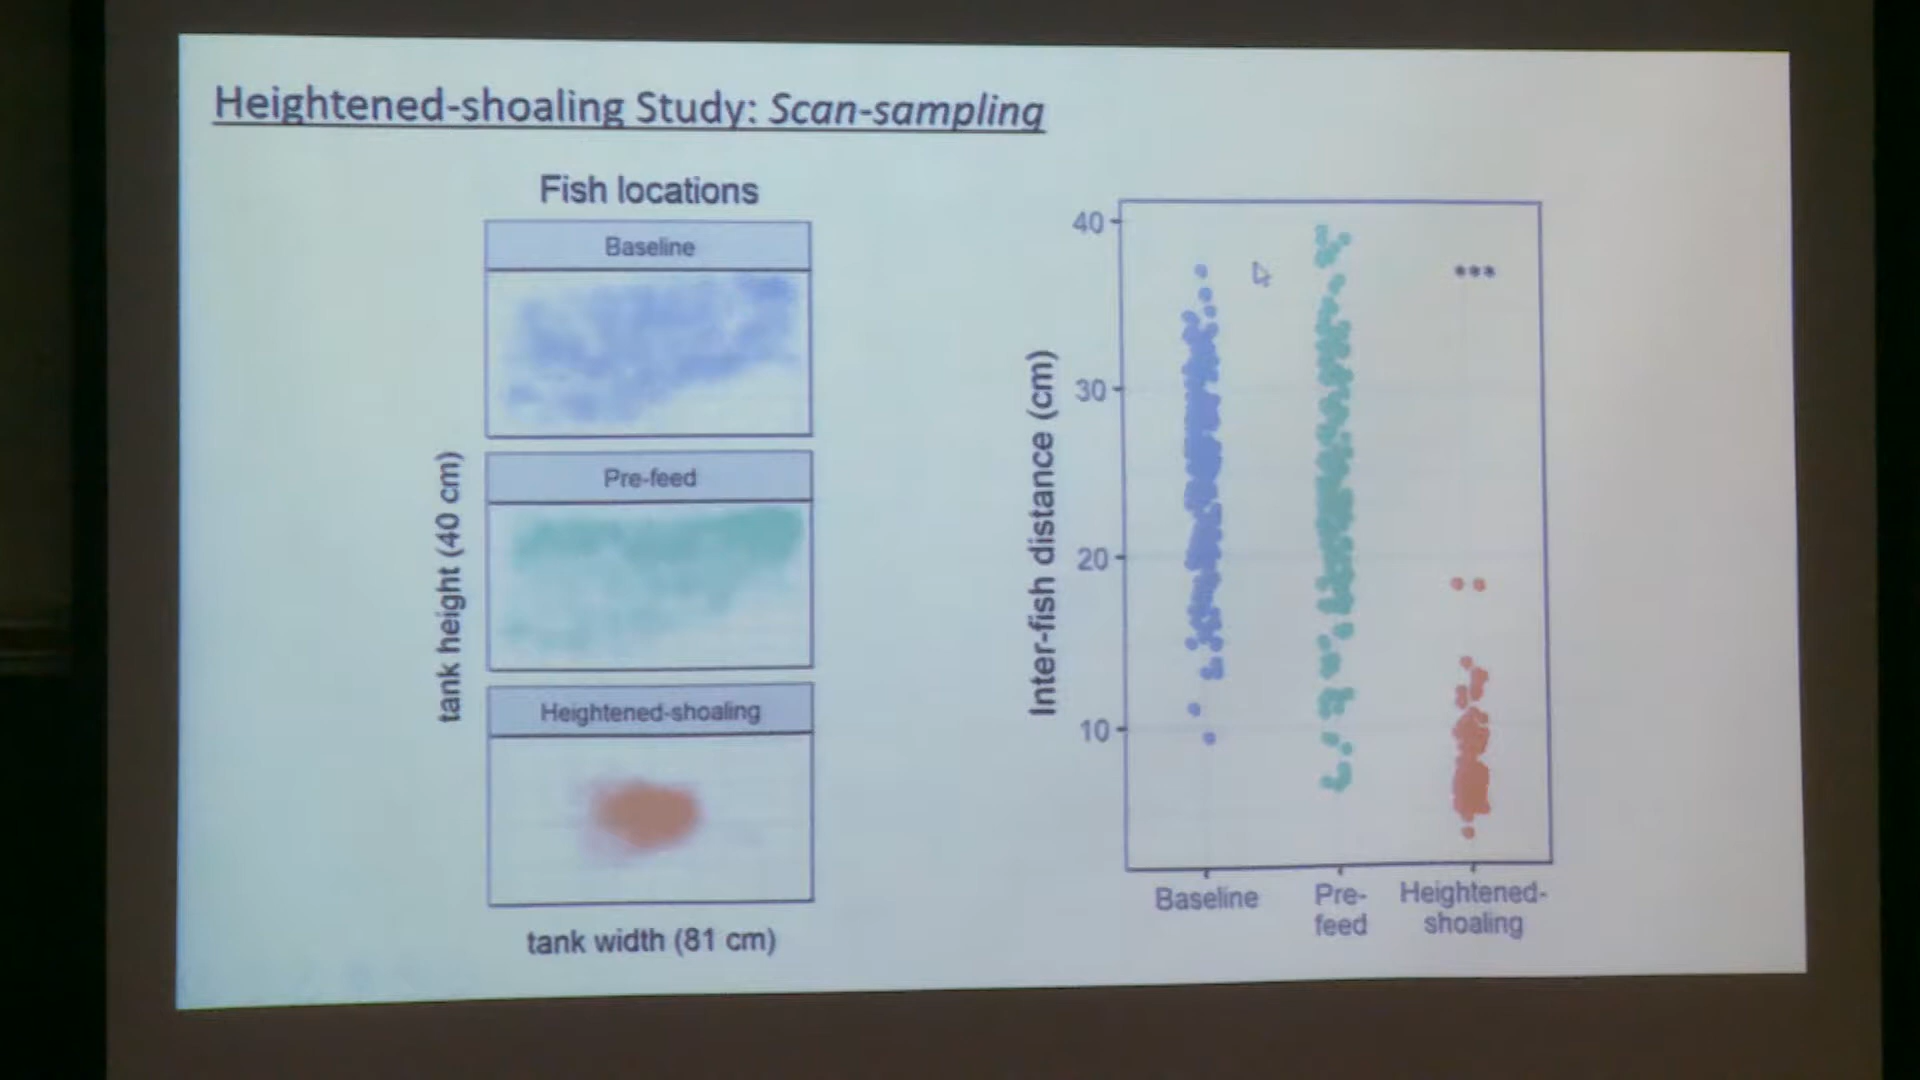 Heightened-shoaling Study: Scan-sampling
Fish locations
Baseline
Pre-feed
Heightened-shoaling
tank height (40 cm)
tank width (81 cm)
Inter-fish distance (cm)
40
30
20
10
***
Baseline
Pre-
feed
Heightened-
shoaling